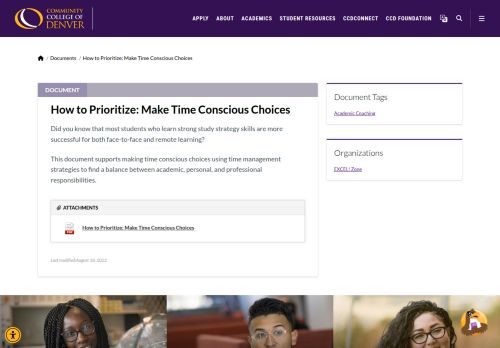 COMMUNITY
COLLEGE OF
DENVER
APPLY ABOUT ACADEMICS STUDENT RESOURCES CCDCONNECT CCD FOUNDATION
/ Documents / How to Prioritize: Make Time Conscious Choices
DOCUMENT
How to Prioritize: Make Time Conscious Choices
Did you know that most students who learn strong study strategy skills are more
successful for both face-to-face and remote learning?
This document supports making time conscious choices using time management
strategies to find a balance between academic, personal, and professional
responsibilities.
ATTACHMENTS
PDF
How to Prioritize: Make Time Conscious Choices
Last modified August 10, 2022
Document Tags
Academic Coaching
Organizations
EXCEL! Zone